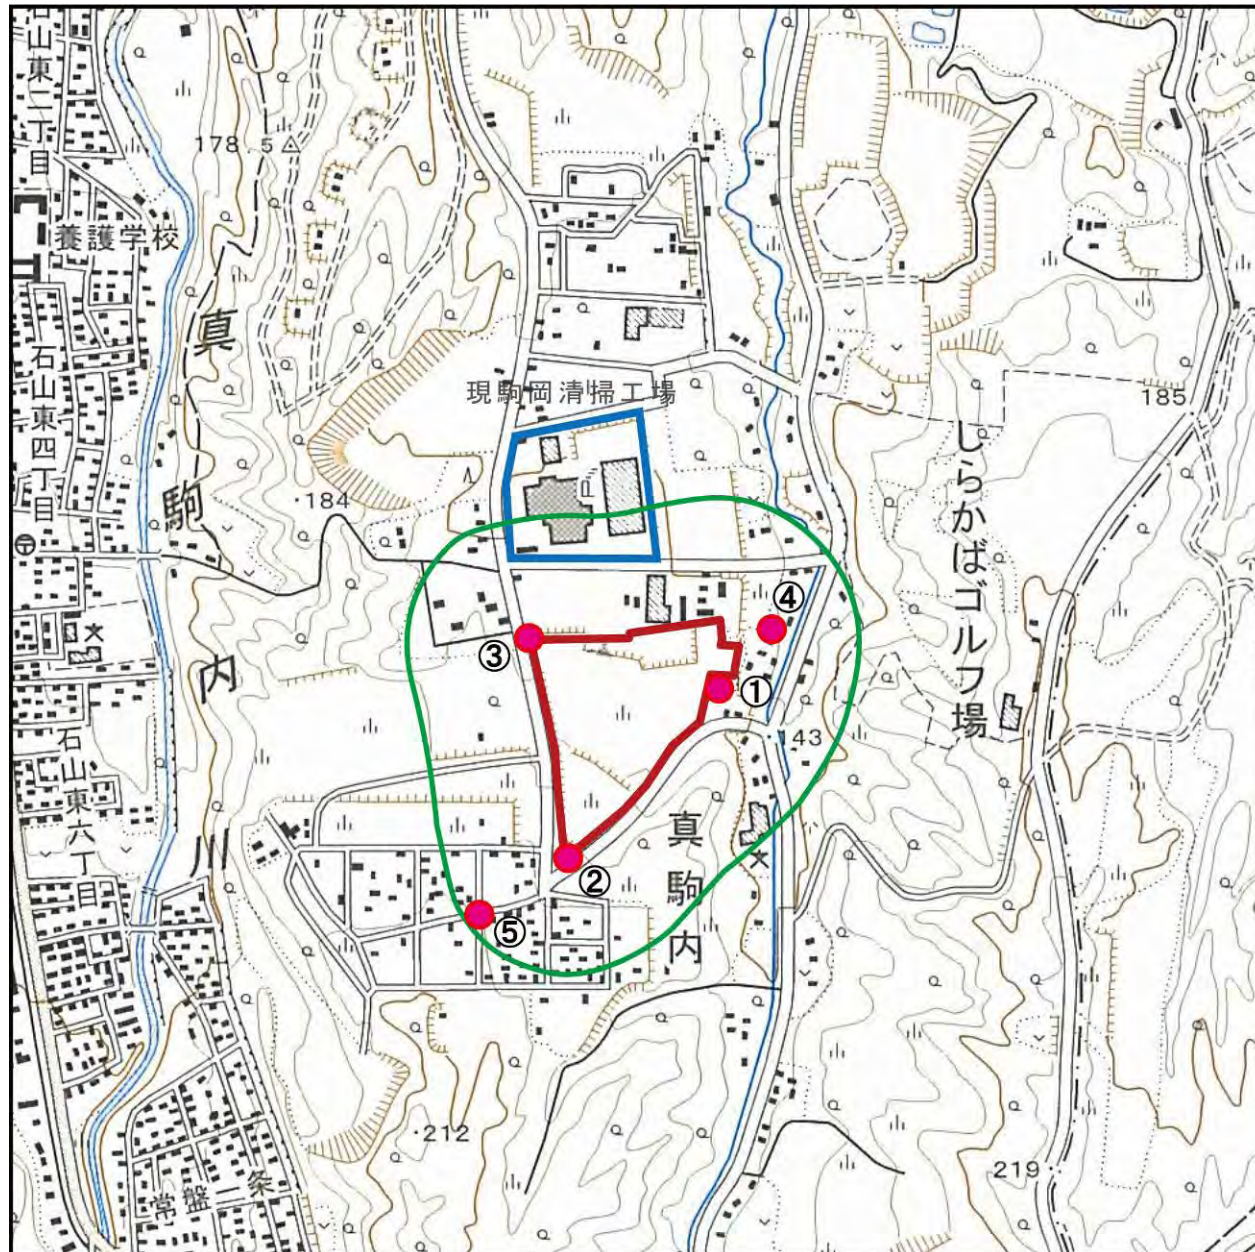 石山東二丁目
178.5
養護学校
石山東四丁目
真駒内川
現駒岡清掃工場
185
184
しらかばゴルフ場
④
③
①
143
石山東六丁目
真駒内
②
⑤
212
常盤一条
219